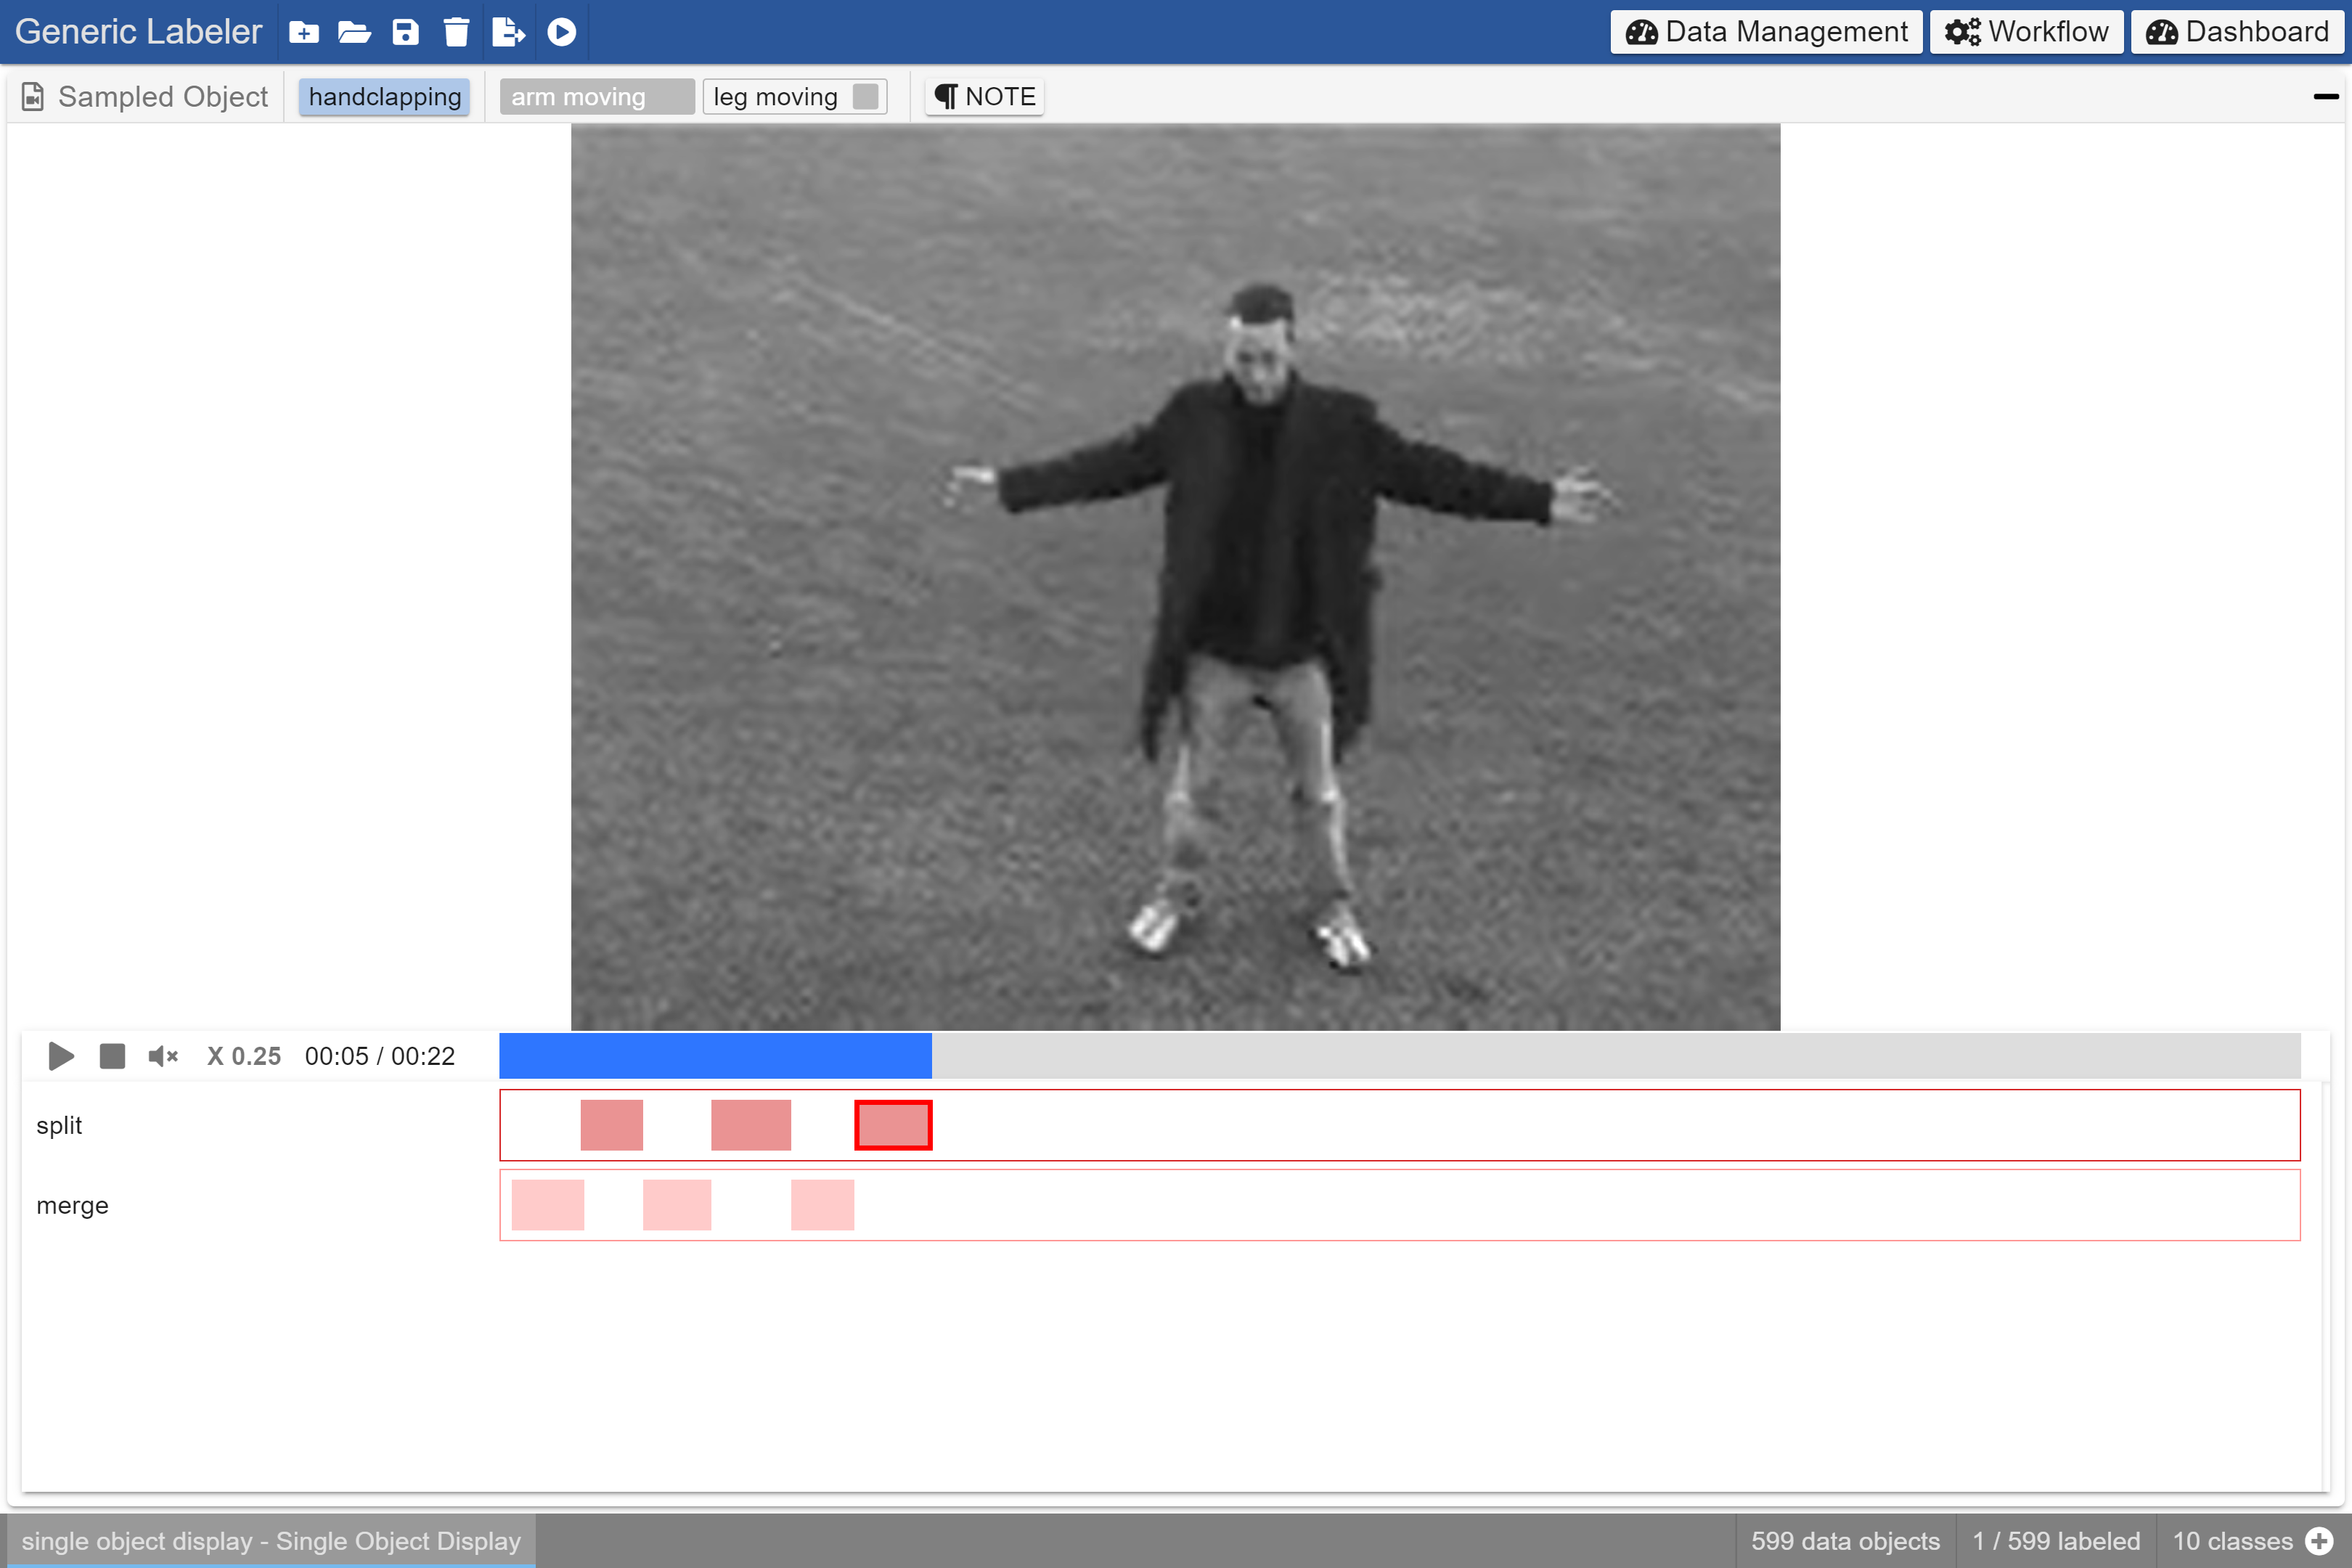 Generic Labeler
Data Management
Workflow
Dashboard
Sampled Object
handclapping
arm moving
leg moving
NOTE
X 0.25
00:05 / 00:22
split
merge
single object display - Single Object Display
599 data objects
1 / 599 labeled
10 classes